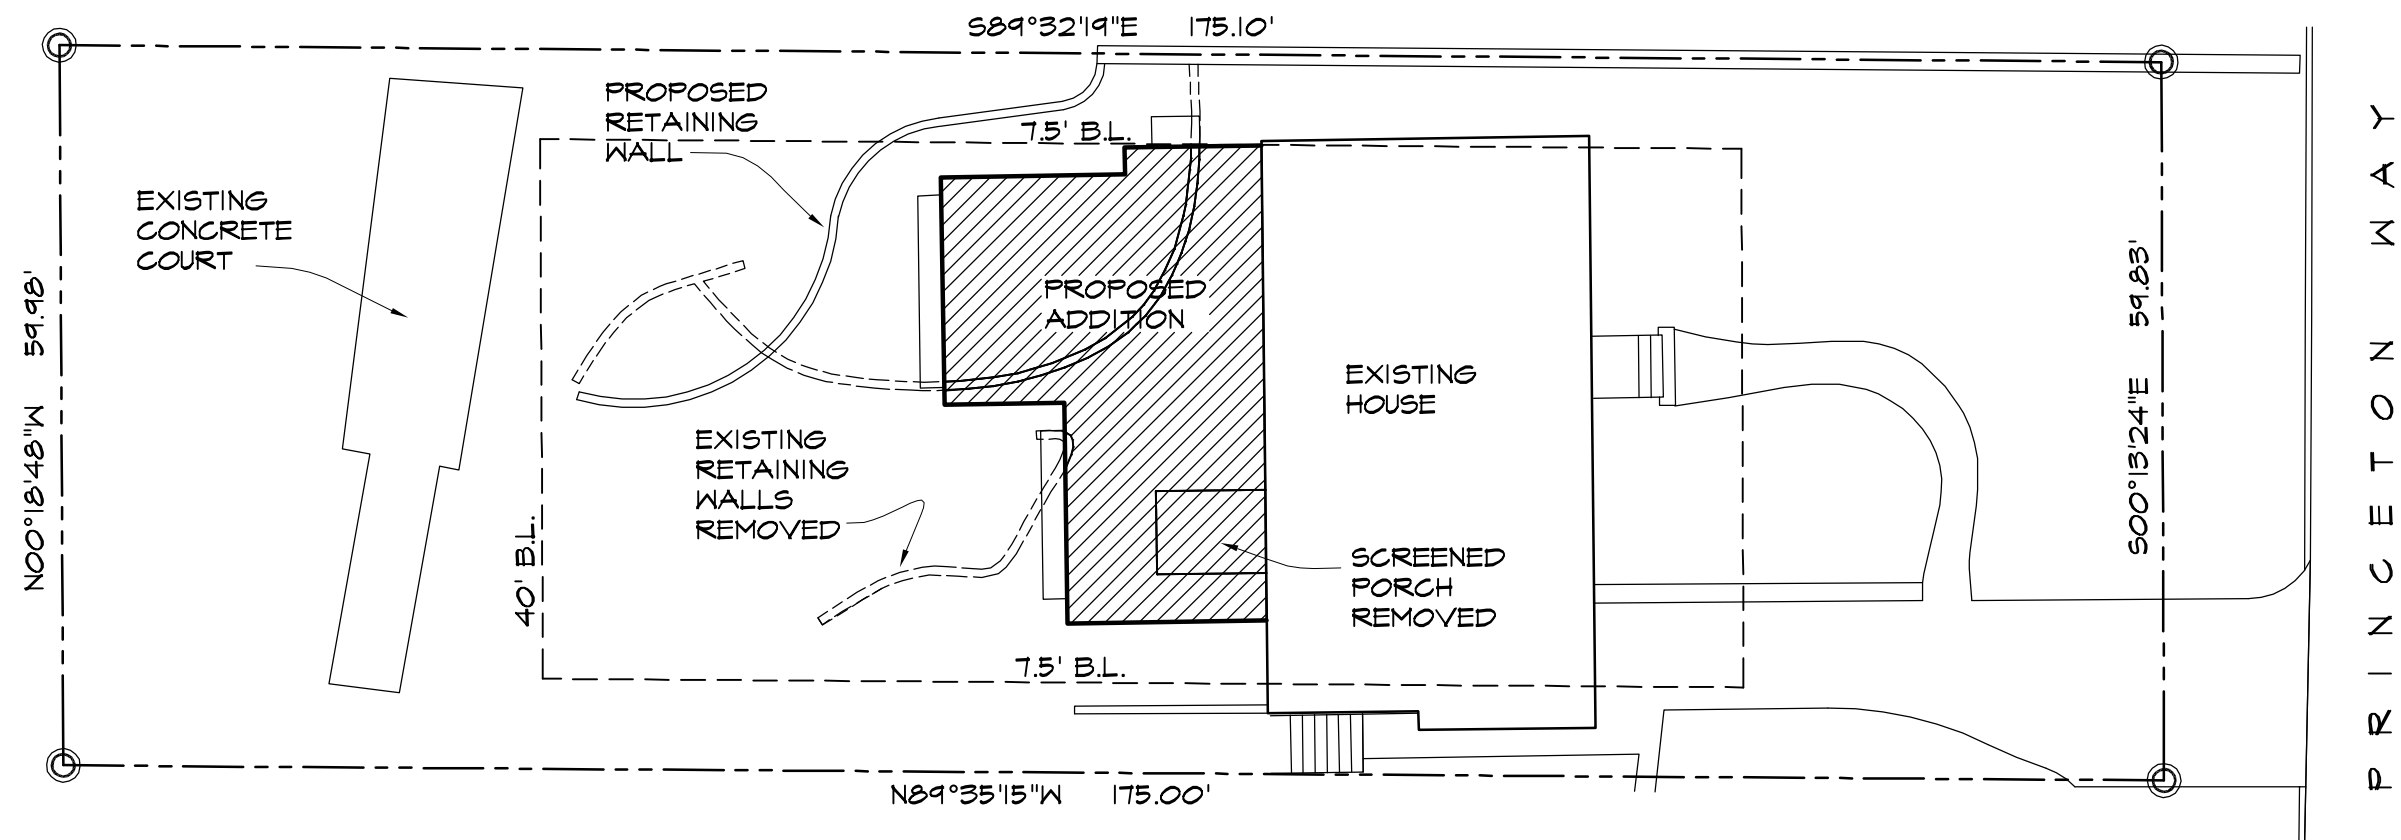 S89°32'19"E 175.10'
PROPOSED
RETAINING
WALL
7.5' B.L.
EXISTING
CONCRETE
COURT
PROPOSED
ADDITION
EXISTING
HOUSE
EXISTING
RETAINING
WALLS
REMOVED
SCREENED
PORCH
REMOVED
40' B.L.
7.5' B.L.
N00°18'48"W 59.98'
S00°13'24"E 59.83'
PRINCETON WAY
N89°35'15"W 175.00'